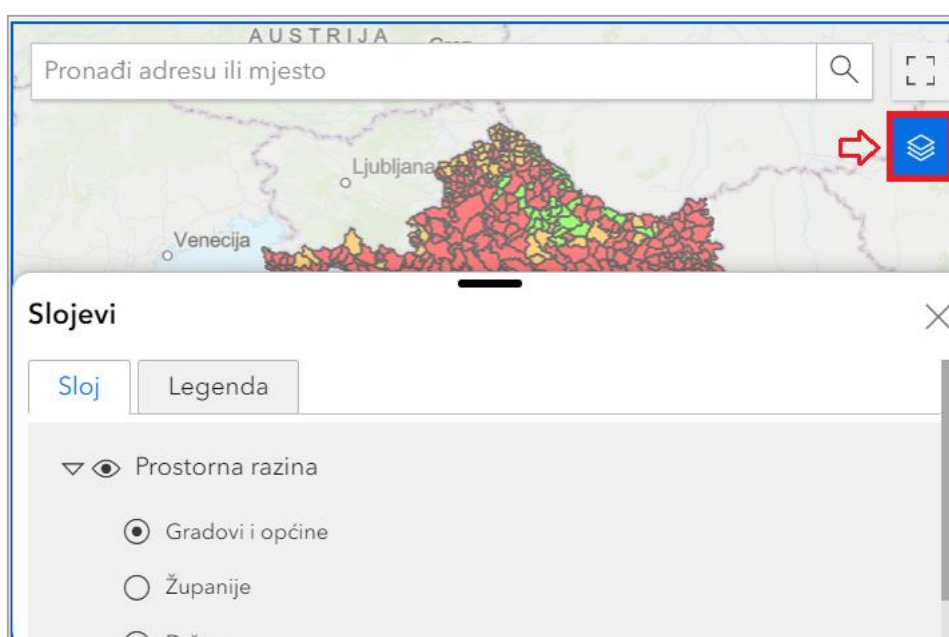 AUSTRIJA
Pronađi adresu ili mjesto
Ljubljana
Venecija
Slojevi
Sloj Legenda
Prostorna razina
Gradovi i općine
Županije